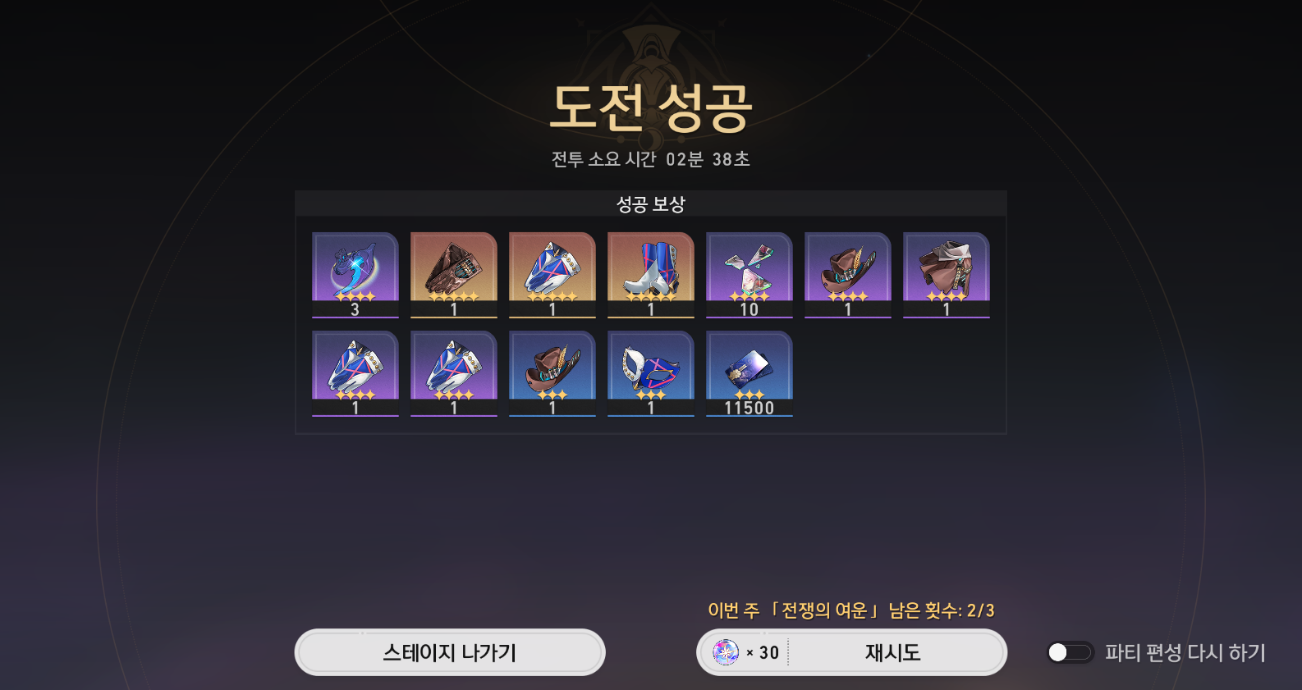 도전 성공
전투 소요 시간 02분 38초
성공 보상
3 1 1 1 10 1 1
1 1 1 1 11500
이번 주 「전쟁의 여운」 남은 횟수: 2/3
스테이지 나가기
× 30 재시도
파티 편성 다시 하기